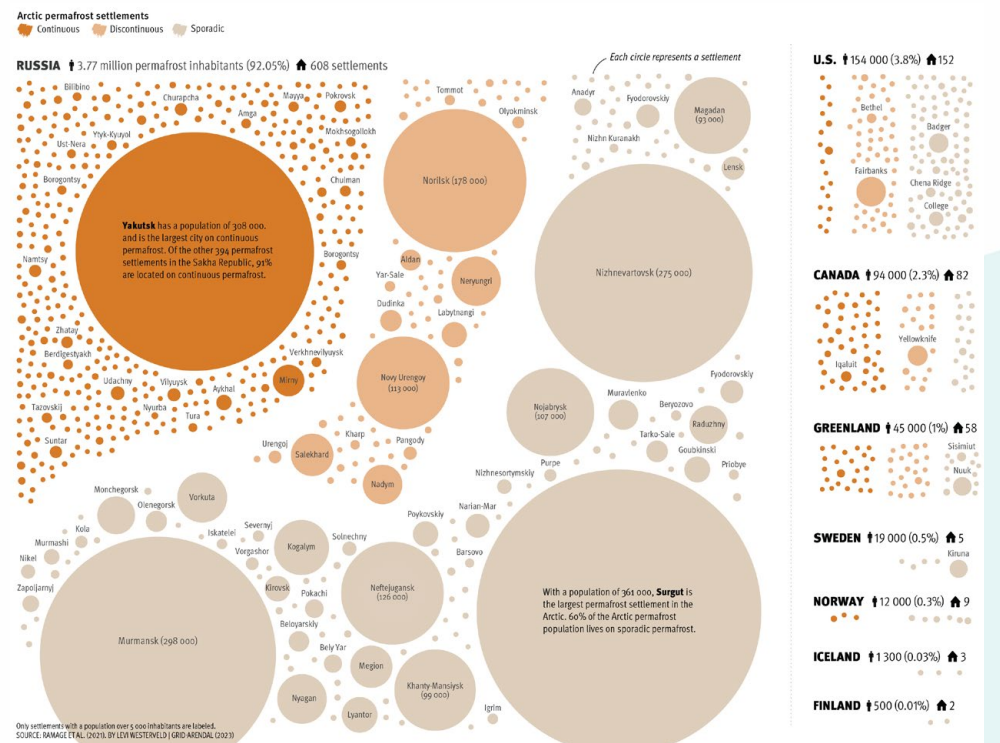 Arctic permafrost settlements
Continuous Discontinuous Sporadic
RUSSIA 3.77 million permafrost inhabitants (92.05%) 608 settlements
Each circle represents a settlement
Bilibino
Churapcha
Mayya
Pokrovsk
Amga
Mokhsogollokh
Ytyk-Kyuyol
Ust-Nera
Borogontsy
Chulman
Yakutsk has a population of 308 000.
and is the largest city on continuous
permafrost. Of the other 394 permafrost
settlements in the Sakha Republic, 91%
are located on continuous permafrost.
Namtsy
Borogontsy
Zhatay
Berdigestyakh
Verkhnevilyuysk
Udachny
Vilyuysk
Aykhal
Mirny
Tazovskij
Nyurba
Tura
Suntar
Tommot
Olyokminsk
Norilsk (178 000)
Aldan
Yar-Sale
Neryungri
Dudinka
Labytnangi
Novy Urengoy
(113 000)
Kharp
Pangody
Urengoj
Salekhard
Nadym
Anadyr
Fyodorovskiy
Magadan
(93 000)
Nizhn Kuranakh
Lensk
Nizhnevartovsk (275 000)
Fyodorovskiy
Nojabrysk
(107 000)
Muravlenko
Beryozovo
Raduzhny
Tarko-Sale
Goubkinski
Purpe
Priobye
Nizhnesortymskiy
Monchegorsk
Olenegorsk
Vorkuta
Kola
Murmashi
Nikel
Zapoljarnyj
Iskatelei
Severnyj
Vorgashor
Kogalym
Solnechny
Poykovskiy
Narian-Mar
Barsovo
Kirovsk
Pokachi
Neftejugansk
(126 000)
Murmansk (298 000)
Beloyarskiy
Bely Yar
Megion
Nyagan
Lyantor
Khanty-Mansiysk
(99 000)
Igrim
With a population of 361 000, Surgut is
the largest permafrost settlement in the
Arctic. 60% of the Arctic permafrost
population lives on sporadic permafrost.
U.S. 154 000 (3.8%) 152
Bethel
Badger
Fairbanks
Chena Ridge
College
CANADA 94 000 (2.3%) 82
Yellowknife
Iqaluit
GREENLAND 45 000 (1%) 58
Sisimiut
Nuuk
SWEDEN 19 000 (0.5%) 5
Kiruna
NORWAY 12 000 (0.3%) 9
ICELAND 1 300 (0.03%) 3
FINLAND 500 (0.01%) 2
Only settlements with a population over 5 000 inhabitants are labeled.
SOURCE: RAMAGE ET AL. (2021). BY LEVI WESTERVELD | GRID-ARENDAL (2023)